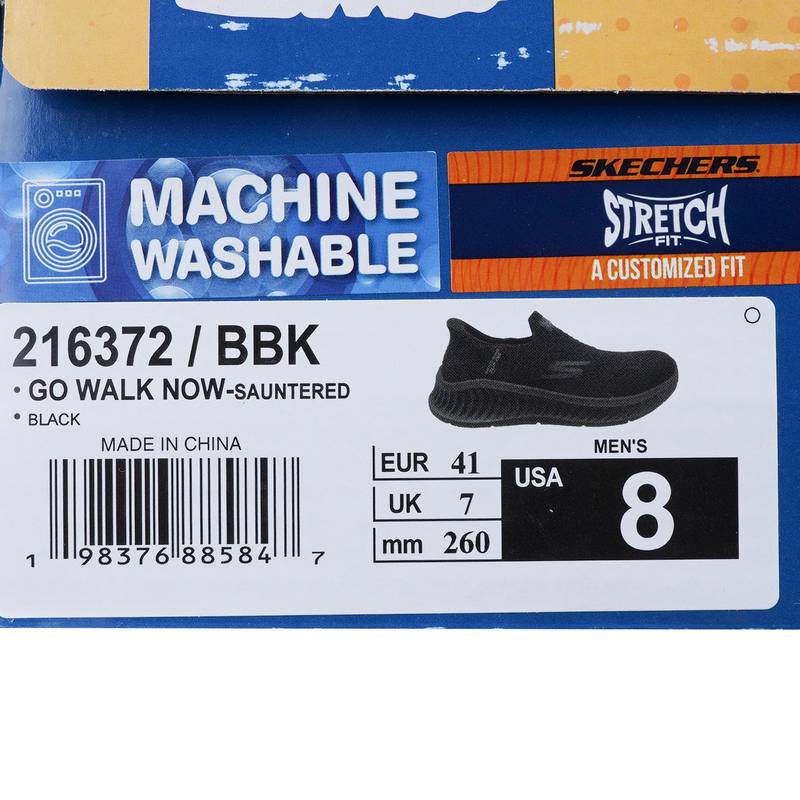 MACHINE
WASHABLE
SKECHERS
STRETCH
FIT
A CUSTOMIZED FIT
216372 / BBK
• GO WALK NOW-SAUNTERED
• BLACK
MADE IN CHINA
1 98376 88584 7
MEN'S
EUR 41
UK 7
mm 260
USA 8